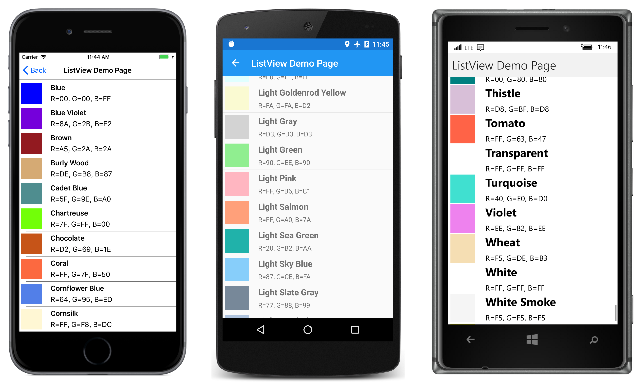 Carrier
11:44 AM
Back
ListView Demo Page
Blue
R=00, G=00, B=FF
Blue Violet
R=8A, G=2B, B=E2
Brown
R=A5, G=2A, B=2A
Burly Wood
R=DE, G=B8, B=87
Cadet Blue
R=5F, G=9E, B=A0
Chartreuse
R=7F, G=FF, B=00
Chocolate
R=D2, G=69, B=1E
Coral
R=FF, G=7F, B=50
Cornflower Blue
R=64, G=95, B=ED
Cornsilk
R=FF, G=F8, B=DC
11:45
ListView Demo Page
Light Goldenrod Yellow
R=FA, G=FA, B=D2
Light Gray
R=D3, G=D3, B=D3
Light Green
R=90, G=EE, B=90
Light Pink
R=FF, G=B6, B=C1
Light Salmon
R=FF, G=A0, B=7A
Light Sea Green
R=20, G=B2, B=AA
Light Sky Blue
R=87, G=CE, B=FA
Light Slate Gray
R=77, G=88, B=99
LTE
11:46
ListView Demo Page
R=00, G=80, B=80
Thistle
R=D8, G=BF, B=D8
Tomato
R=FF, G=63, B=47
Transparent
R=FF, G=FF, B=FF
Turquoise
R=40, G=E0, B=D0
Violet
R=EE, G=82, B=EE
Wheat
R=F5, G=DE, B=B3
White
R=FF, G=FF, B=FF
White Smoke
R=F5, G=F5, B=F5